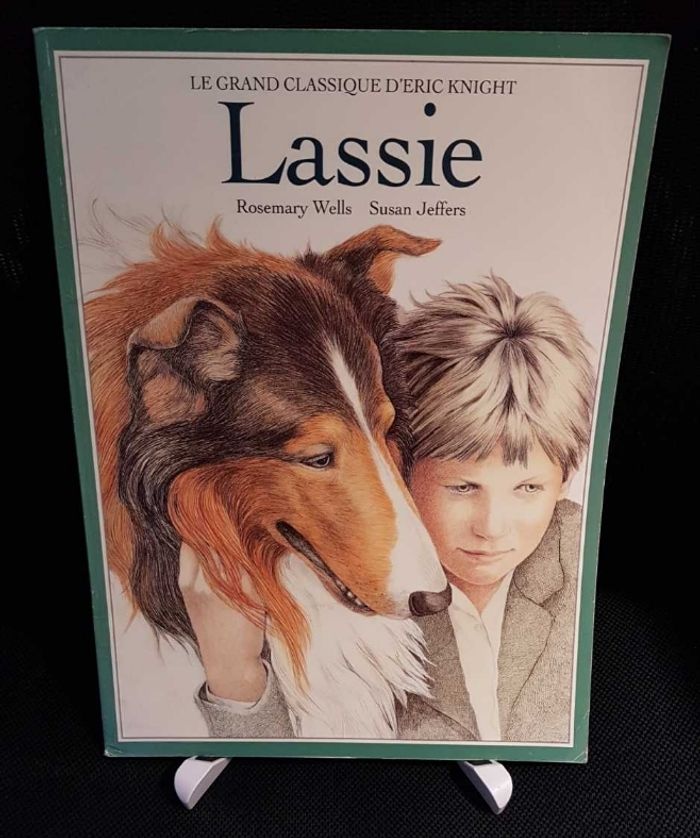 LE GRAND CLASSIQUE D'ERIC KNIGHT
Lassie
Rosemary Wells Susan Jeffers